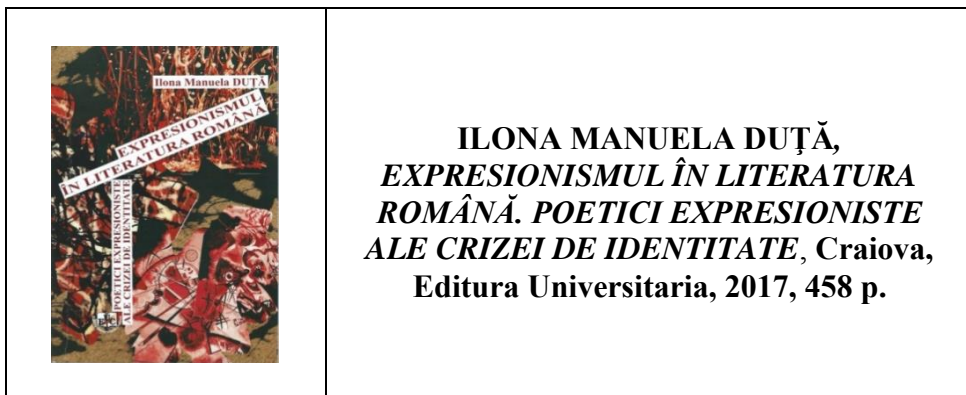 Ilona Manuela DUȚĂ
EXPRESIONISMUL
ÎN LITERATURA ROMÂNĂ
POETICI EXPRESIONISTE
ALE CRIZEI DE IDENTITATE
ILONA MANUELA DUŢĂ,
EXPRESIONISMUL ÎN LITERATURA
ROMÂNĂ. POETICI EXPRESIONISTE
ALE CRIZEI DE IDENTITATE, Craiova,
Editura Universitaria, 2017, 458 p.